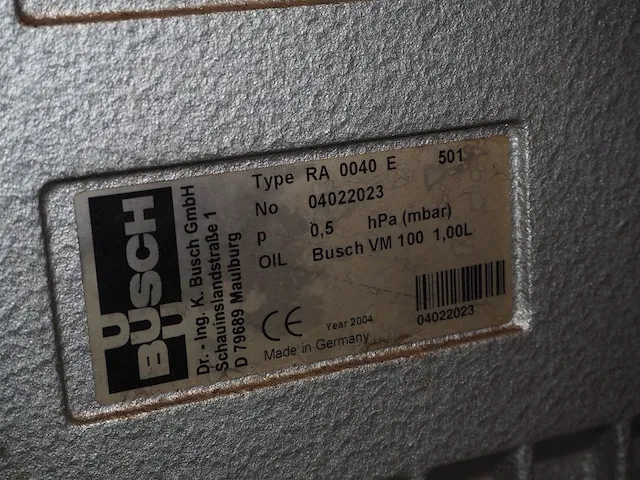 BUSCH
Dr. - Ing. K. Busch GmbH
Schauinslandstraße 1
D 79689 Maulburg
Type RA 0040 E 501
No 04022023
p 0,5 hPa (mbar)
OIL Busch VM 100 1,00L
CE Year 2004
Made in Germany
04022023